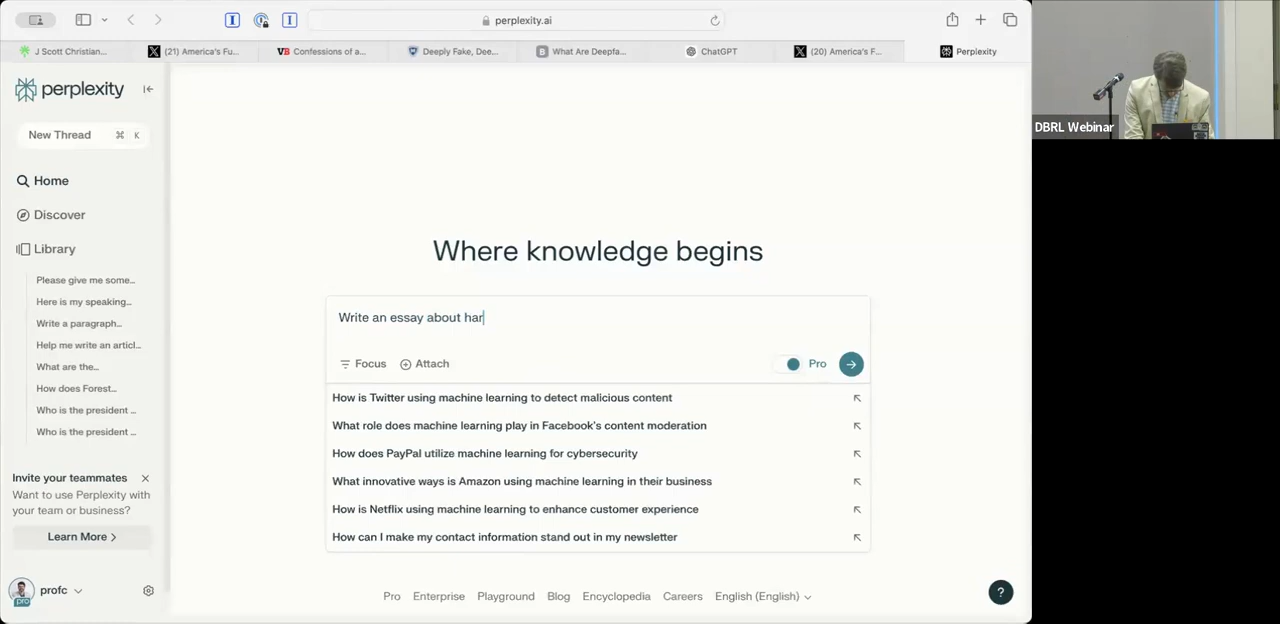 perplexity.ai
J Scott Christian...
(21) America's Fu...
VB Confessions of a...
Deeply Fake, Dee...
B What Are Deepfa...
ChatGPT
(20) America's F...
Perplexity
perplexity
New Thread ⌘ K
Home
Discover
Library
Please give me some...
Here is my speaking...
Write a paragraph...
Help me write an articl...
What are the...
How does Forest...
Who is the president ...
Who is the president ...
Invite your teammates
Want to use Perplexity with
your team or business?
Learn More
profc
pro
Where knowledge begins
Write an essay about har
Focus Attach Pro
How is Twitter using machine learning to detect malicious content
What role does machine learning play in Facebook's content moderation
How does PayPal utilize machine learning for cybersecurity
What innovative ways is Amazon using machine learning in their business
How is Netflix using machine learning to enhance customer experience
How can I make my contact information stand out in my newsletter
Pro Enterprise Playground Blog Encyclopedia Careers English (English)
?
DBRL Webinar